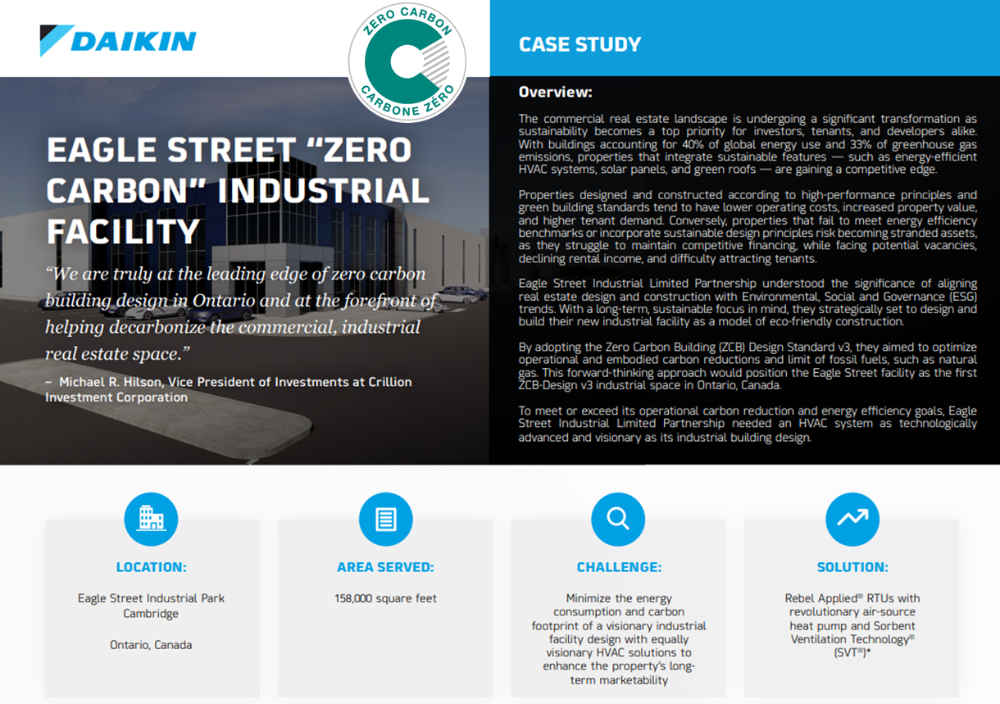 DAIKIN
ZERO CARBON
CARBONE ZÉRO
CASE STUDY
EAGLE STREET “ZERO
CARBON” INDUSTRIAL
FACILITY
“We are truly at the leading edge of zero carbon
building design in Ontario and at the forefront of
helping decarbonize the commercial, industrial
real estate space.”
– Michael R. Hilson, Vice President of Investments at Crillion
Investment Corporation
Overview:
The commercial real estate landscape is undergoing a significant transformation as
sustainability becomes a top priority for investors, tenants, and developers alike.
With buildings accounting for 40% of global energy use and 33% of greenhouse gas
emissions, properties that integrate sustainable features — such as energy-efficient
HVAC systems, solar panels, and green roofs — are gaining a competitive edge.
Properties designed and constructed according to high-performance principles and
green building standards tend to have lower operating costs, increased property value,
and higher tenant demand. Conversely, properties that fail to meet energy efficiency
benchmarks or incorporate sustainable design principles risk becoming stranded assets,
as they struggle to maintain competitive financing, while facing potential vacancies,
declining rental income, and difficulty attracting tenants.
Eagle Street Industrial Limited Partnership understood the significance of aligning
real estate design and construction with Environmental, Social and Governance (ESG)
trends. With a long-term, sustainable focus in mind, they strategically set to design and
build their new industrial facility as a model of eco-friendly construction.
By adopting the Zero Carbon Building (ZCB) Design Standard v3, they aimed to optimize
operational and embodied carbon reductions and limit of fossil fuels, such as natural
gas. This forward-thinking approach would position the Eagle Street facility as the first
ZCB-Design v3 industrial space in Ontario, Canada.
To meet or exceed its operational carbon reduction and energy efficiency goals, Eagle
Street Industrial Limited Partnership needed an HVAC system as technologically
advanced and visionary as its industrial building design.
LOCATION:
Eagle Street Industrial Park
Cambridge
Ontario, Canada
AREA SERVED:
158,000 square feet
CHALLENGE:
Minimize the energy
consumption and carbon
footprint of a visionary industrial
facility design with equally
visionary HVAC solutions to
enhance the property's long-
term marketability
SOLUTION:
Rebel Applied® RTUs with
revolutionary air-source
heat pump and Sorbent
Ventilation Technology®
(SVT®)*